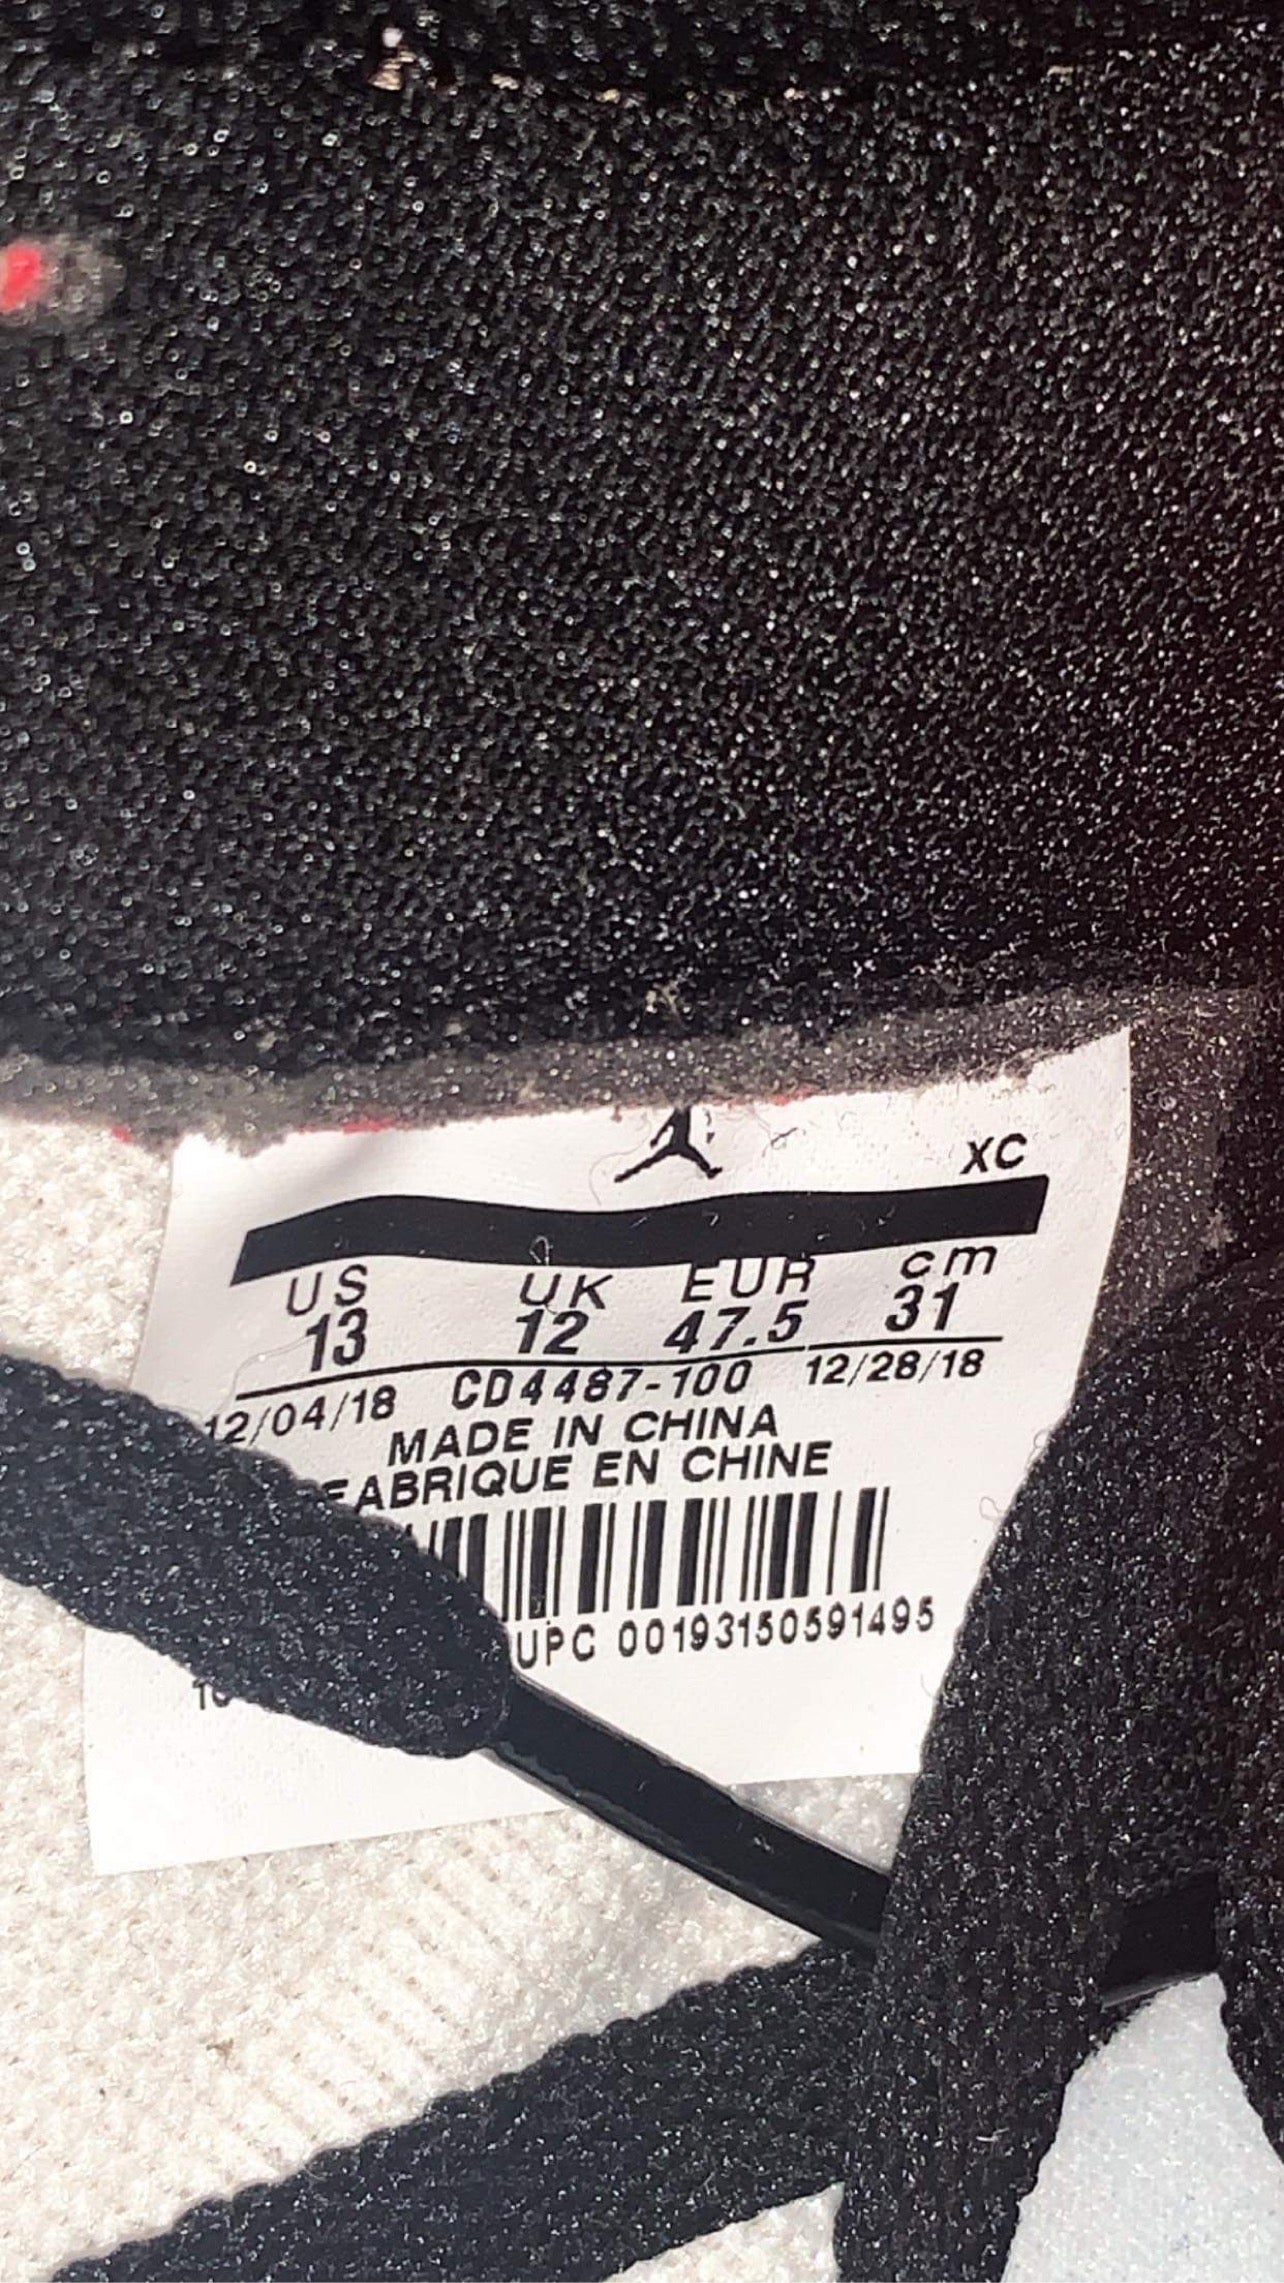 XC
US UK EUR cm
13 12 47.5 31
12/04/18 CD4487-100 12/28/18
MADE IN CHINA
FABRIQUE EN CHINE
UPC 00193150591495